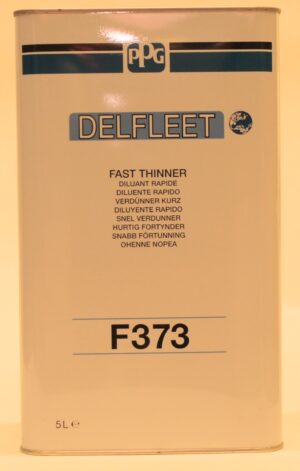 PPG
DELFLEET
FAST THINNER
DILUANT RAPIDE
DILUENTE RAPIDO
VERDÜNNER KURZ
DILUYENTE RAPIDO
SNEL VERDUNNER
HURTIG FORTYNDER
SNABB FÖRTUNNING
OHENNE NOPEA
F373
5L ℮